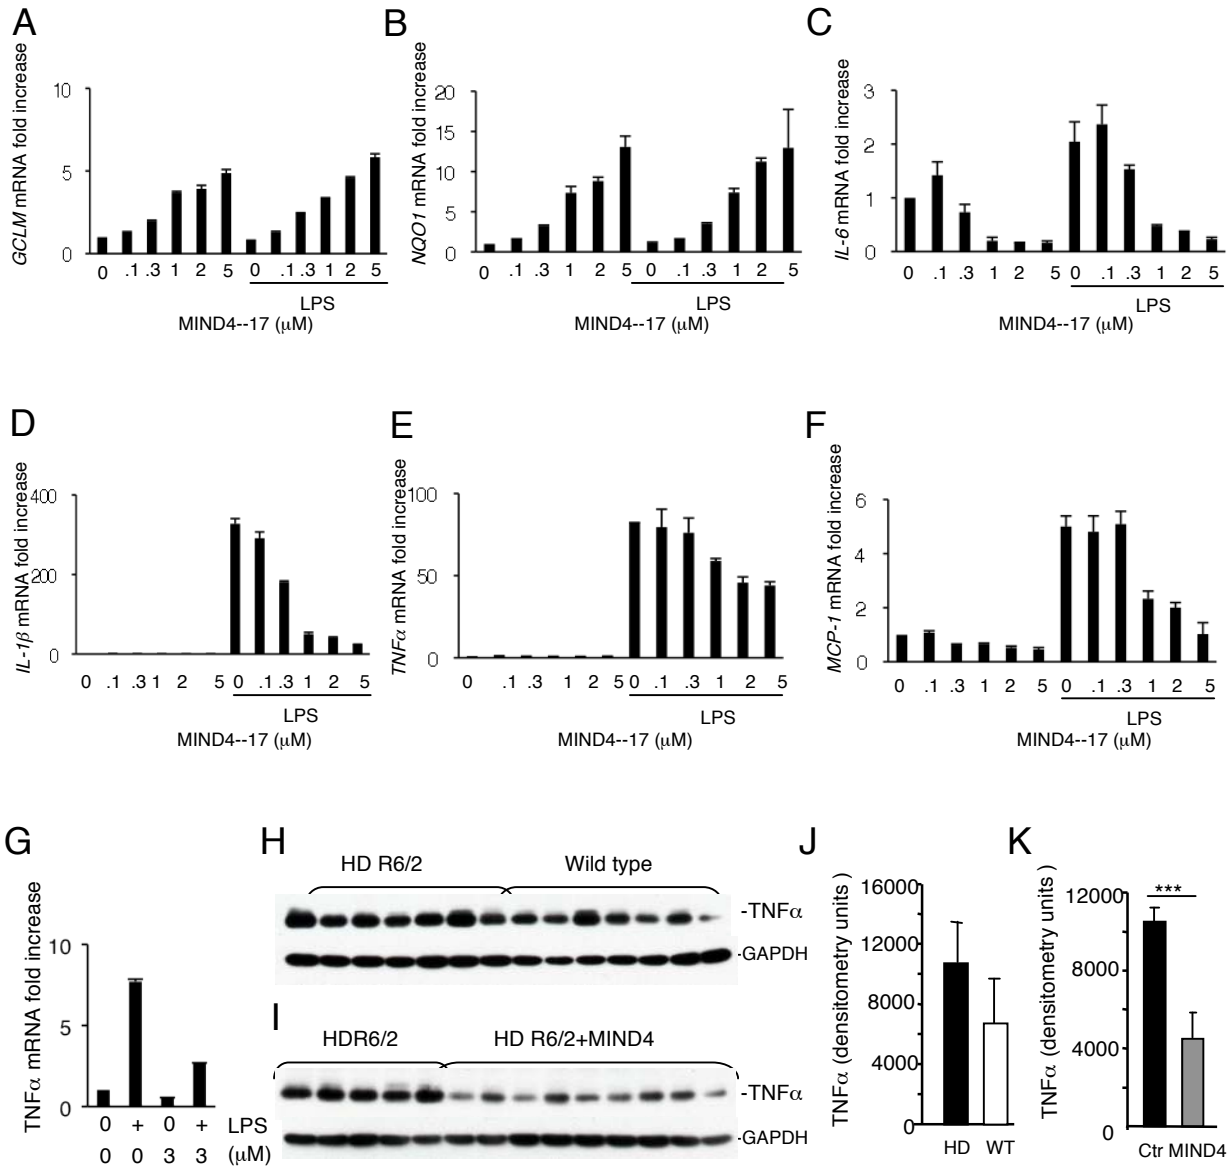 A
GCLM mRNA fold increase
10
5
0
0 .1 .3 1 2 5 0 .1 .3 1 2 5
LPS
MIND4--17 (μM)
B
NQO1 mRNA fold increase
20
15
10
5
0
0 .1 .3 1 2 5 0 .1 .3 1 2 5
LPS
MIND4--17 (μM)
C
IL-6 mRNA fold increase
3
2
1
0
0 .1 .3 1 2 5 0 .1 .3 1 2 5
LPS
MIND4--17 (μM)
D
IL-1β mRNA fold increase
400
200
0
0 .1 .3 1 2 5 0 .1 .3 1 2 5
LPS
MIND4--17 (μM)
E
TNFα mRNA fold increase
100
50
0
0 .1 .3 1 2 5 0 .1 .3 1 2 5
LPS
MIND4--17 (μM)
F
MCP-1 mRNA fold increase
6
4
2
0
0 .1 .3 1 2 5 0 .1 .3 1 2 5
LPS
MIND4--17 (μM)
G
TNFα mRNA fold increase
10
5
0
0 + 0 + LPS
0 0 3 3 (μM)
H
HD R6/2 Wild type
-TNFα
-GAPDH
I
HDR6/2 HD R6/2+MIND4
-TNFα
-GAPDH
J
TNFα (densitometry units )
16000
12000
8000
4000
0
HD WT
K
TNFα (densitometry units )
12000
8000
4000
0
***
Ctr MIND4